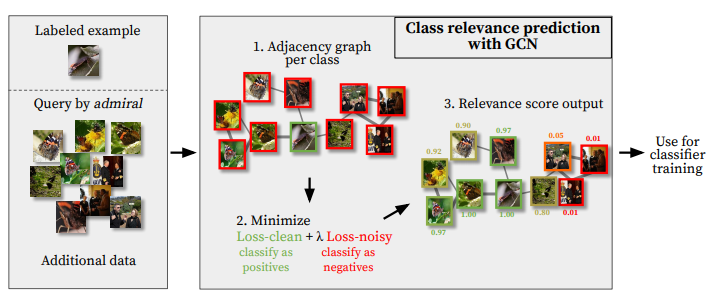 Labeled example
Query by admiral
Additional data
Class relevance prediction
with GCN
1. Adjacency graph
per class
2. Minimize
Loss-clean + λ Loss-noisy
classify as
positives
classify as
negatives
3. Relevance score output
0.90
0.97
0.05
0.01
0.92
0.97
1.00
1.00
0.80
0.01
Use for
classifier
training